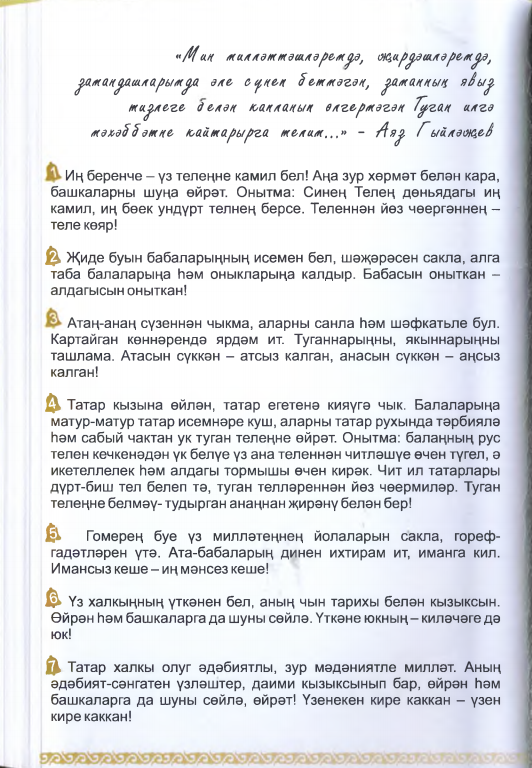 «Мин милләттәшләремдә, җирдәшләремдә,
замандашларымда әле сүнеп бетмәгән, заманның явыз
тизлеге белән капланып өлгермәгән Туган илгә
мәхәббәтне кайтарырга телим...» – Аяз Гыйләҗев
1 Иң беренче – үз телеңне камил бел! Аңа зур хөрмәт белән кара,
башкаларны шуңа өйрәт. Онытма: Синең Телең дөньядагы иң
камил, иң бөек ундүрт телнең берсе. Теленнән йөз чөергәннең –
теле көяр!
2 Җиде буын бабаларыңның исемен бел, шәҗәрәсен сакла, алга
таба балаларыңа һәм оныкларыңа калдыр. Бабасын оныткан –
алдагысын оныткан!
3 Атаң-анаң сүзеннән чыкма, аларны санла һәм шәфкатьле бул.
Картайган көннәрендә ярдәм ит. Туганнарыңны, якыннарыңны
ташлама. Атасын сүккән – атсыз калган, анасын сүккән – аңсыз
калган!
4 Татар кызына өйлән, татар егетенә кияүгә чык. Балаларыңа
матур-матур татар исемнәре куш, аларны татар рухында тәрбиялә
һәм сабый чактан ук туган телеңне өйрәт. Онытма: балаңның рус
телен кечкенәдән үк белүе үз ана теленнән читләшүе өчен түгел, ә
икетеллелек һәм алдагы тормышы өчен кирәк. Чит ил татарлары
дүрт-биш тел белеп тә, туган телләреннән йөз чөермиләр. Туган
телеңне белмәү- тудырган анаңнан җирәнү белән бер!
5 Гомерең буе үз милләтеңнең йолаларын сакла, гореф-
гадәтләрен үтә. Ата-бабаларың динен ихтирам ит, иманга кил.
Имансыз кеше – иң мәнсез кеше!
6 Үз халкыңның үткәнен бел, аның чын тарихы белән кызыксын.
Өйрән һәм башкаларга да шуны сөйлә. Үткәне юкның – киләчәге дә
юк!
7 Татар халкы олуг әдәбиятлы, зур мәдәниятле милләт. Аның
әдәбият-сәнгатен үзләштер, даими кызыксынып бар, өйрән һәм
башкаларга да шуны сөйлә, өйрәт! Үзенекен кире каккан – үзен
кире каккан!